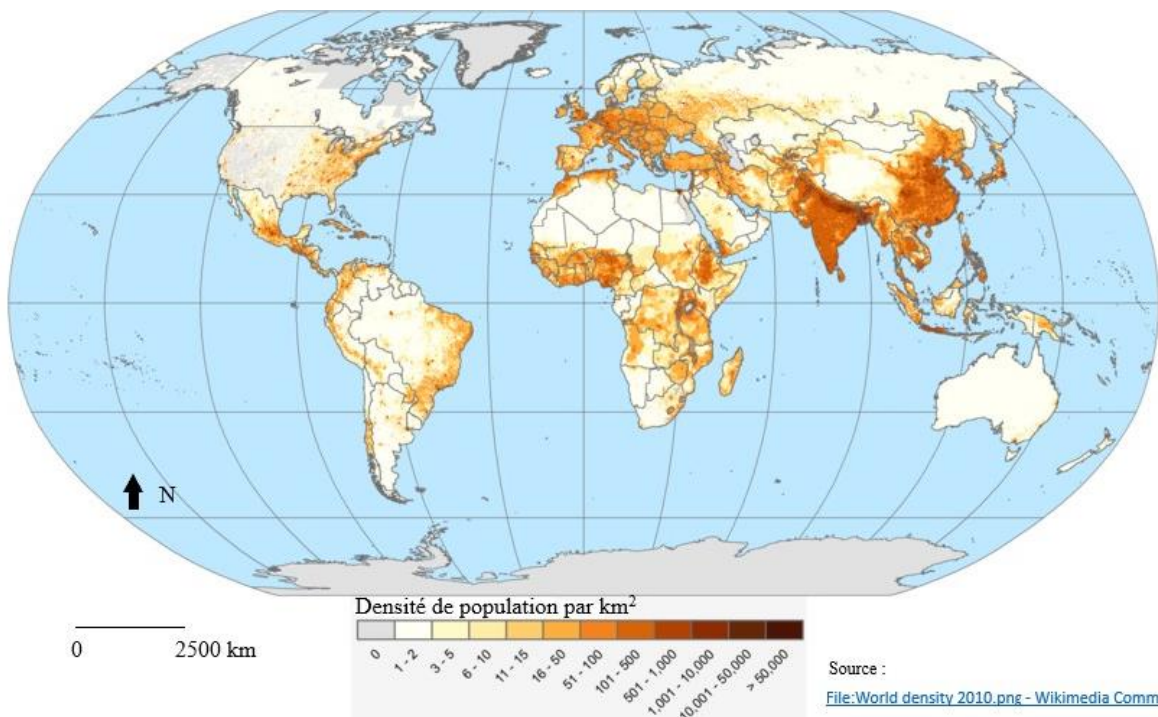 N
Densité de population par km²
0 2500 km
0
1 - 2
3 - 5
6 - 10
11 - 15
16 - 50
51 - 100
101 - 500
501 - 1,000
1,001 - 10,000
10,001 - 50,000
> 50,000
Source :
File:World density 2010.png - Wikimedia Comm